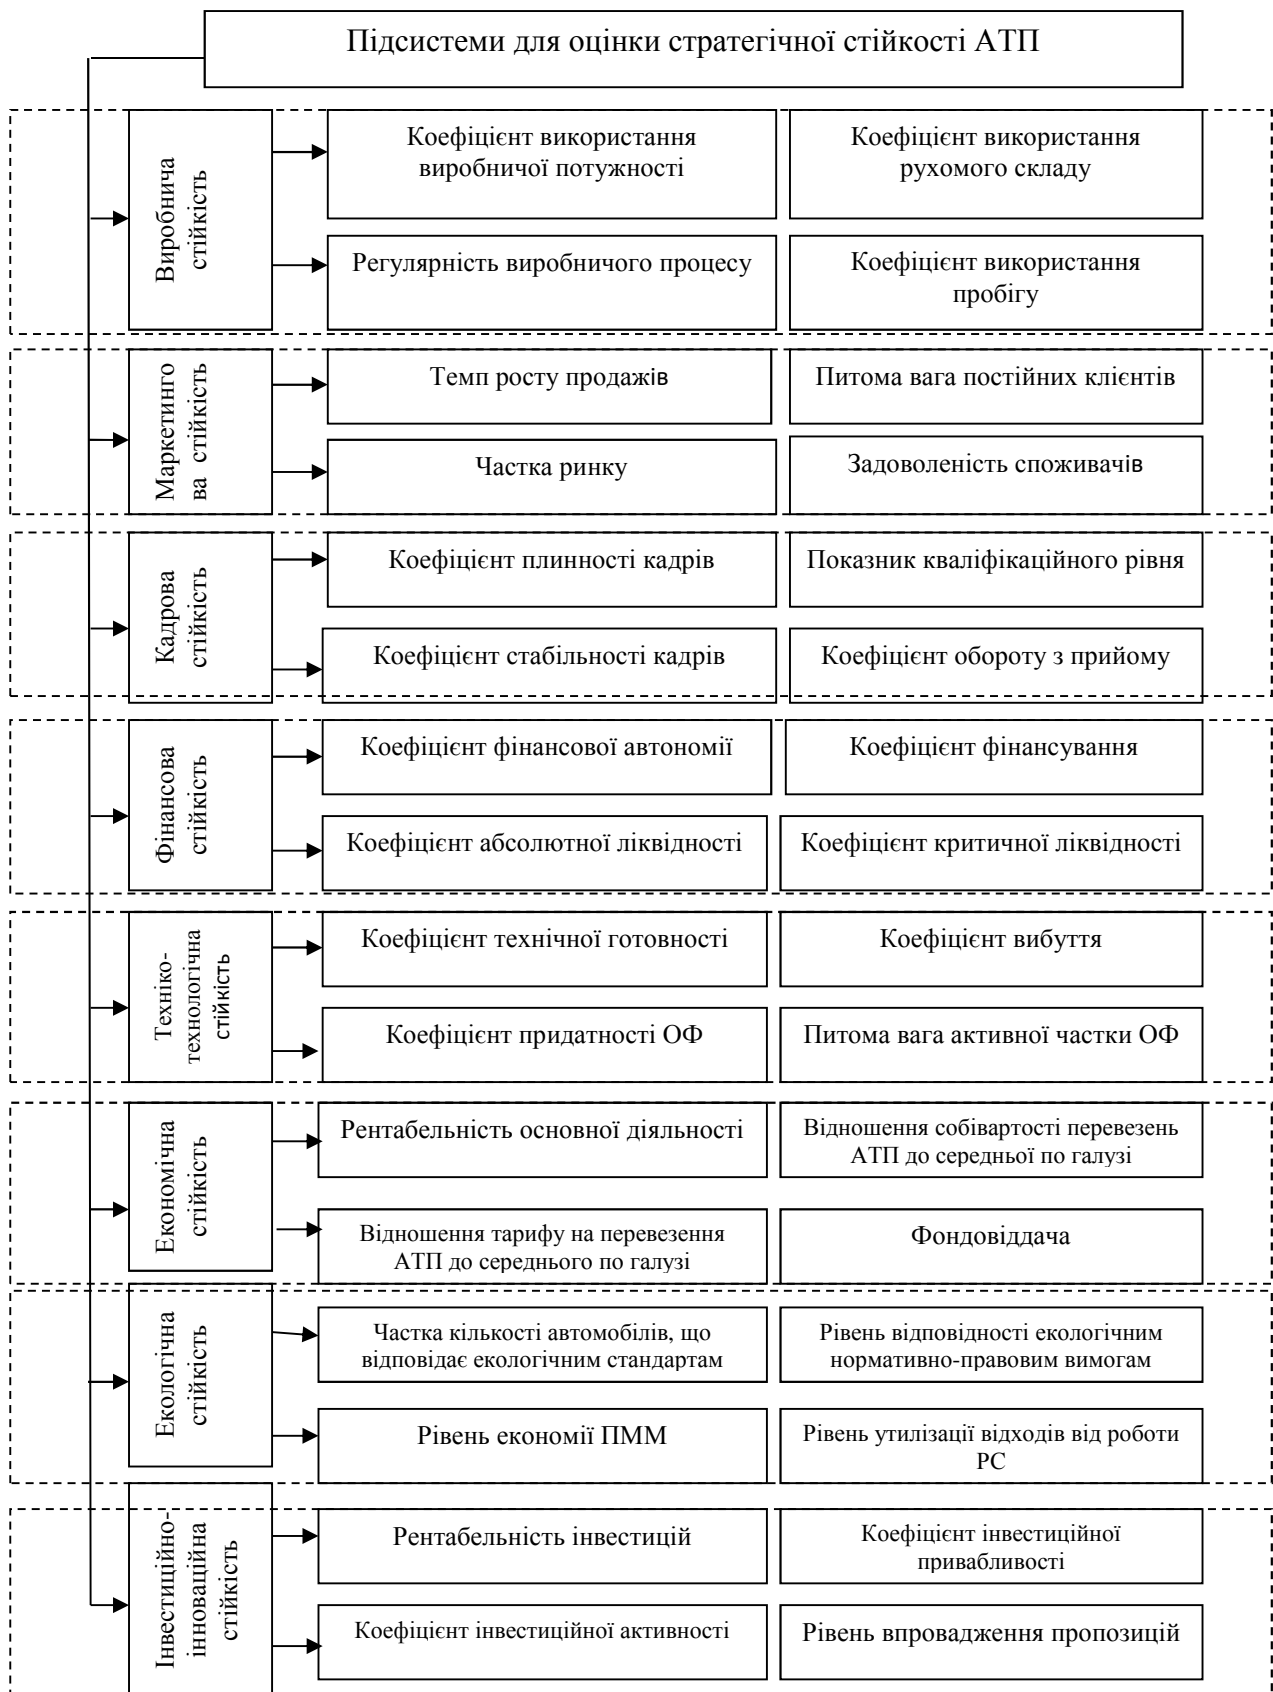 Підсистеми для оцінки стратегічної стійкості АТП
Виробнича
стійкість
Коефіцієнт використання
виробничої потужності
Коефіцієнт використання
рухомого складу
Регулярність виробничого процесу
Коефіцієнт використання
пробігу
Маркетинго
ва стійкість
Темп росту продажів
Питома вага постійних клієнтів
Частка ринку
Задоволеність споживачів
Кадрова
стійкість
Коефіцієнт плинності кадрів
Показник кваліфікаційного рівня
Коефіцієнт стабільності кадрів
Коефіцієнт обороту з прийому
Фінансова
стійкість
Коефіцієнт фінансової автономії
Коефіцієнт фінансування
Коефіцієнт абсолютної ліквідності
Коефіцієнт критичної ліквідності
Техніко-
технологічна
стійкість
Коефіцієнт технічної готовності
Коефіцієнт вибуття
Коефіцієнт придатності ОФ
Питома вага активної частки ОФ
Економічна
стійкість
Рентабельність основної діяльності
Відношення собівартості перевезень
АТП до середньої по галузі
Відношення тарифу на перевезення
АТП до середнього по галузі
Фондовіддача
Екологічна
стійкість
Частка кількості автомобілів, що
відповідає екологічним стандартам
Рівень відповідності екологічним
нормативно-правовим вимогам
Рівень економії ПММ
Рівень утилізації відходів від роботи
РС
Інвестиційно-
інноваційна
стійкість
Рентабельність інвестицій
Коефіцієнт інвестиційної
привабливості
Коефіцієнт інвестиційної активності
Рівень впровадження пропозицій